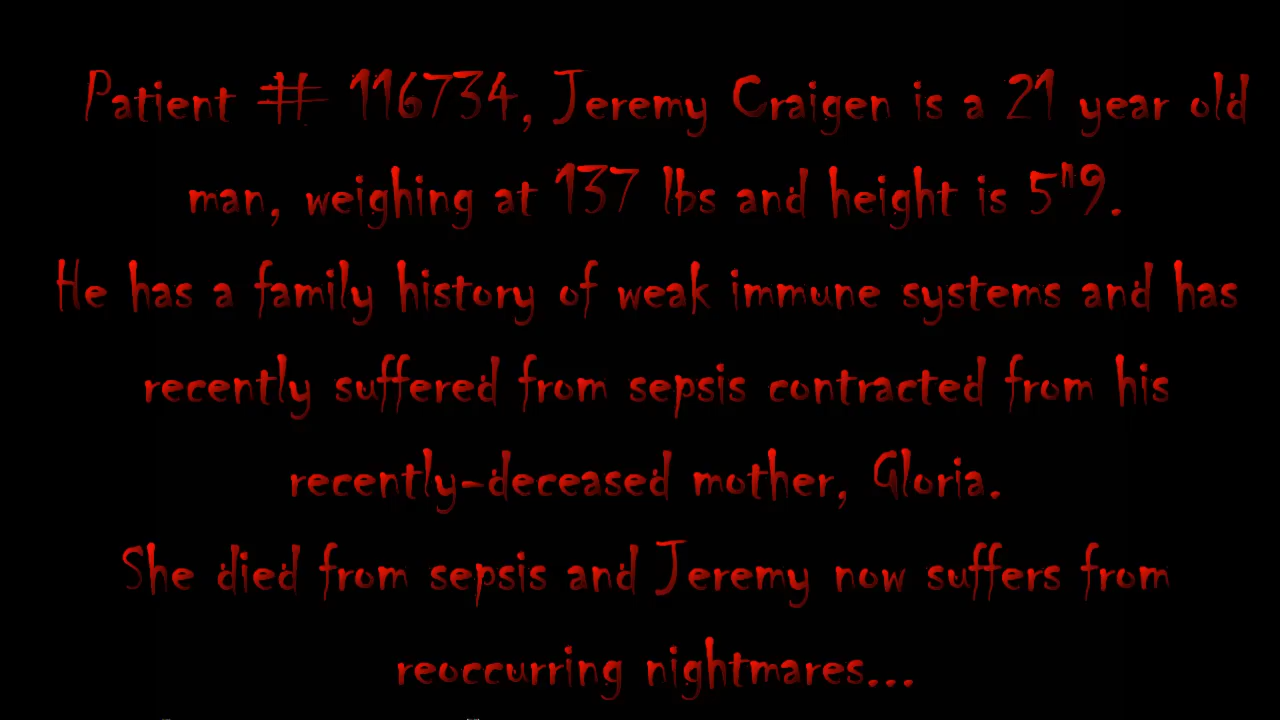 Patient # 116734, Jeremy Craigen is a 21 year old
man, weighing at 137 lbs and height is 5"9.
He has a family history of weak immune systems and has
recently suffered from sepsis contracted from his
recently-deceased mother, Gloria.
She died from sepsis and Jeremy now suffers from
reoccurring nightmares...